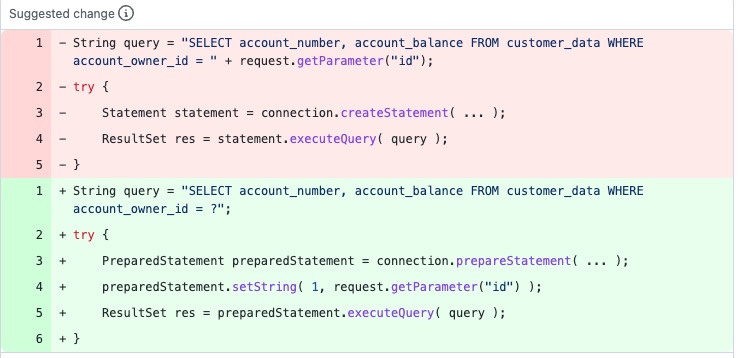 Suggested change
1 - String query = "SELECT account_number, account_balance FROM customer_data WHERE
account_owner_id = " + request.getParameter("id");
2 - try {
3 -     Statement statement = connection.createStatement( ... );
4 -     ResultSet res = statement.executeQuery( query );
5 - }
1 + String query = "SELECT account_number, account_balance FROM customer_data WHERE
account_owner_id = ?";
2 + try {
3 +     PreparedStatement preparedStatement = connection.prepareStatement( ... );
4 +     preparedStatement.setString( 1, request.getParameter("id") );
5 +     ResultSet res = preparedStatement.executeQuery( query );
6 + }